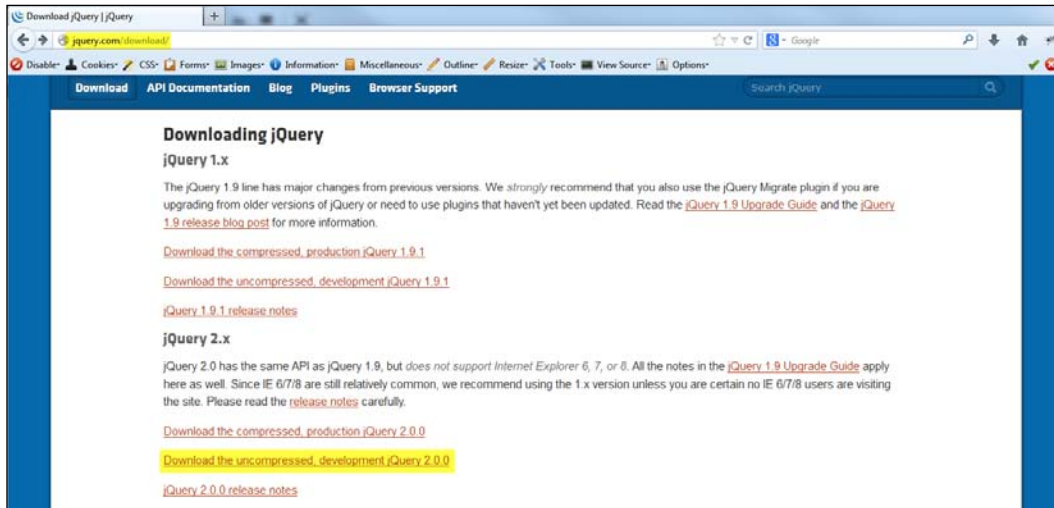 Download jQuery | jQuery
+
jquery.com/download/
Google
Disable
Cookies
CSS
Forms
Images
Information
Miscellaneous
Outline
Resize
Tools
View Source
Options
Download API Documentation Blog Plugins Browser Support
Search jQuery
Downloading jQuery
jQuery 1.x
The jQuery 1.9 line has major changes from previous versions. We strongly recommend that you also use the jQuery Migrate plugin if you are
upgrading from older versions of jQuery or need to use plugins that haven't yet been updated. Read the jQuery 1.9 Upgrade Guide and the jQuery
1.9 release blog post for more information.
Download the compressed, production jQuery 1.9.1
Download the uncompressed, development jQuery 1.9.1
jQuery 1.9.1 release notes
jQuery 2.x
jQuery 2.0 has the same API as jQuery 1.9, but does not support Internet Explorer 6, 7, or 8. All the notes in the jQuery 1.9 Upgrade Guide apply
here as well. Since IE 6/7/8 are still relatively common, we recommend using the 1.x version unless you are certain no IE 6/7/8 users are visiting
the site. Please read the release notes carefully.
Download the compressed, production jQuery 2.0.0
Download the uncompressed, development jQuery 2.0.0
jQuery 2.0.0 release notes